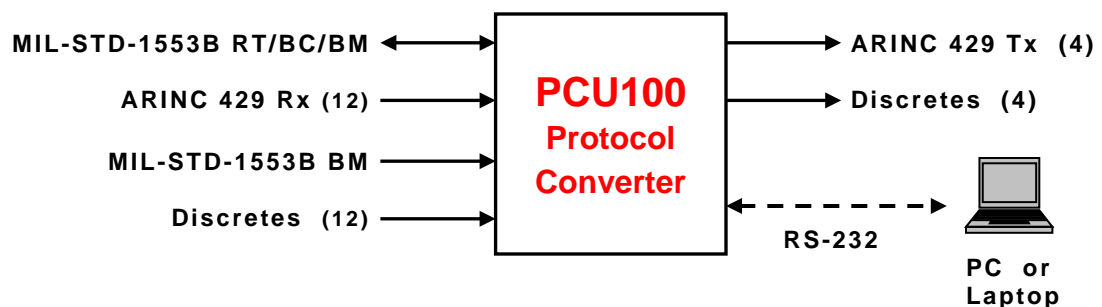 MIL-STD-1553B RT/BC/BM
ARINC 429 Rx (12)
MIL-STD-1553B BM
Discretes (12)
PCU100
Protocol
Converter
ARINC 429 Tx (4)
Discretes (4)
RS-232
PC or
Laptop